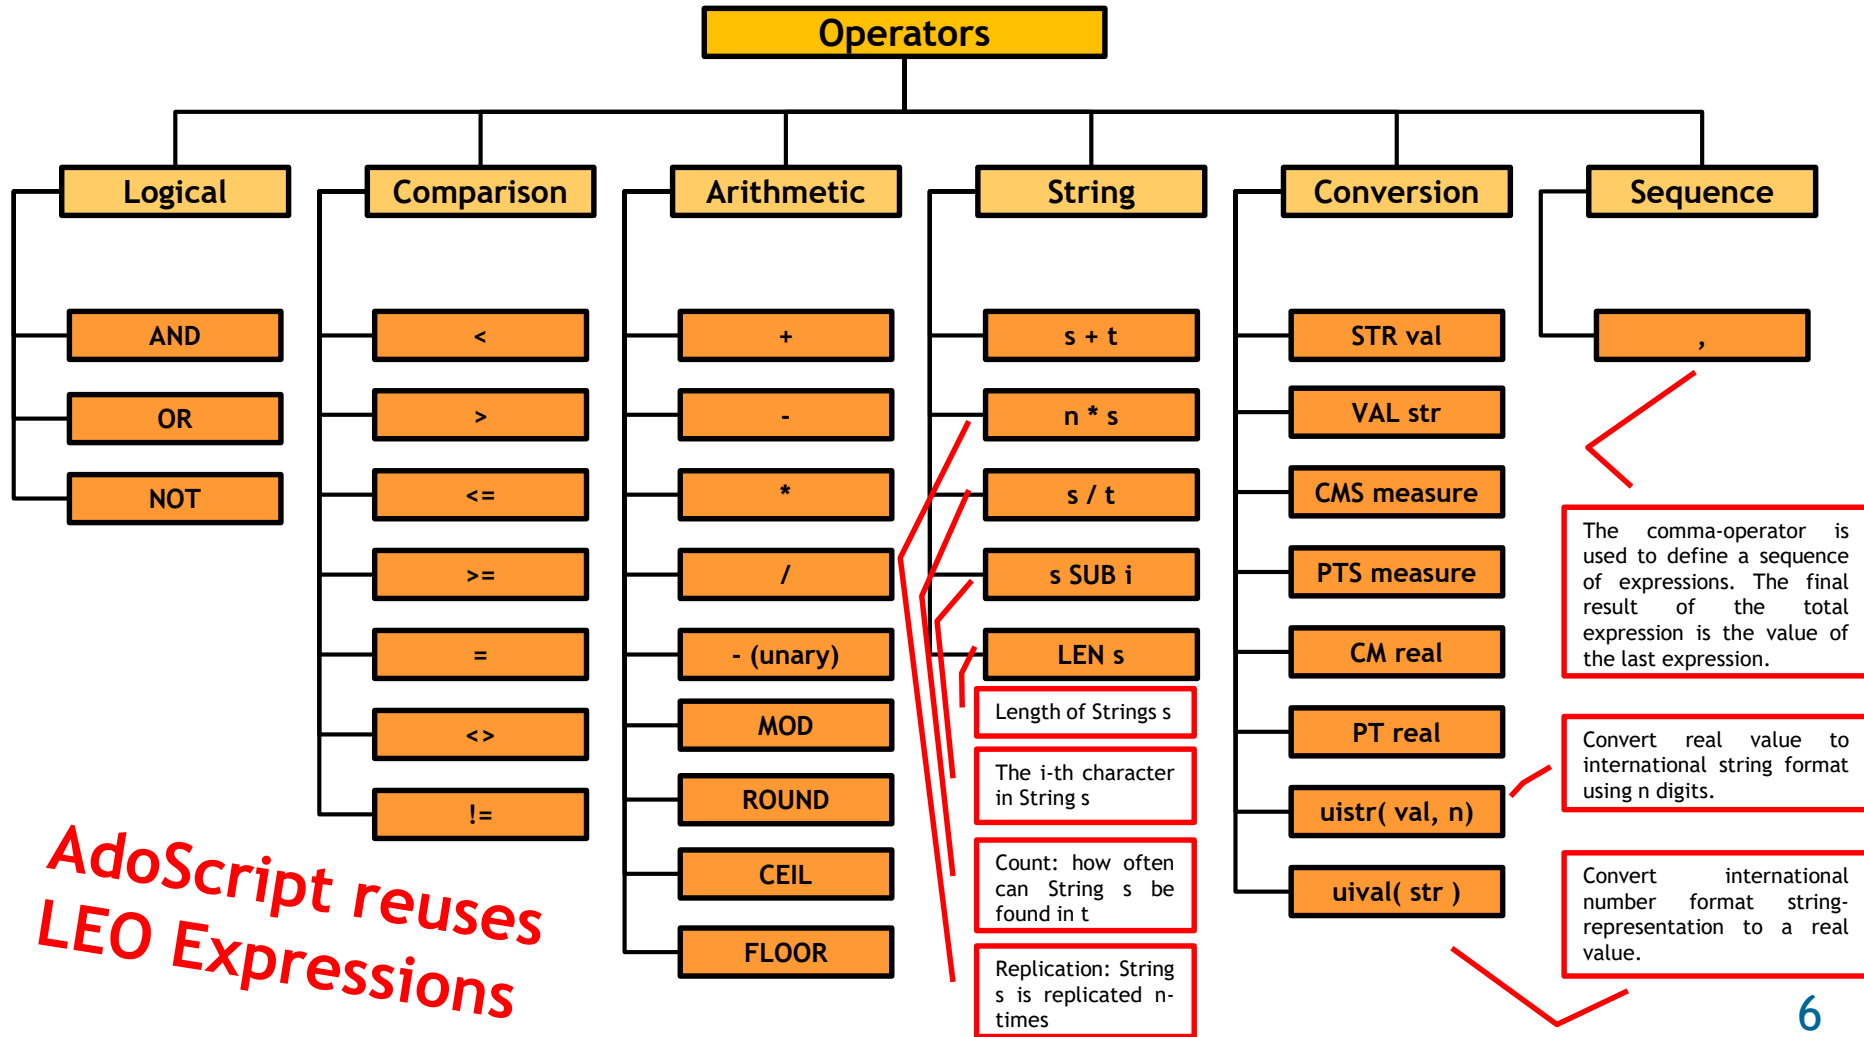 Operators
Logical
Comparison
Arithmetic
String
Conversion
Sequence
AND
OR
NOT
<
>
<=
>=
=
<>
!=
+
-
*
/
- (unary)
MOD
ROUND
CEIL
FLOOR
s + t
n * s
s / t
s SUB i
LEN s
Length of Strings s
The i-th character
in String s
Count: how often
can String s be
found in t
Replication: String
s is replicated n-
times
STR val
VAL str
CMS measure
PTS measure
CM real
PT real
uistr( val, n)
uival( str )
,
The comma-operator is
used to define a sequence
of expressions. The final
result of the total
expression is the value of
the last expression.
Convert real value to
international string format
using n digits.
Convert international
number format string-
representation to a real
value.
AdoScript reuses
LEO Expressions
6